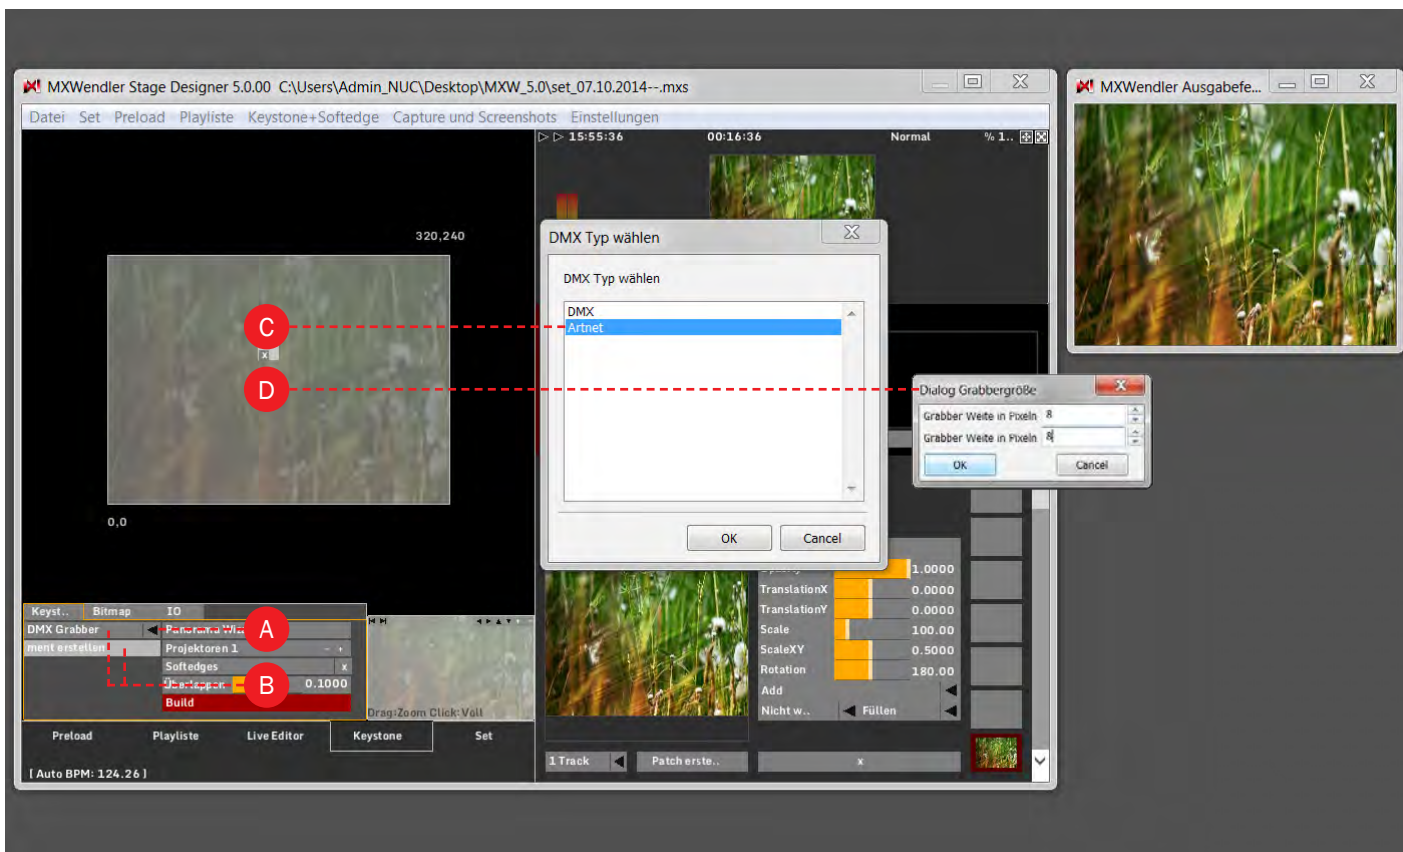 MXWendler Stage Designer 5.0.00 C:\Users\Admin_NUC\Desktop\MXW_5.0\set_07.10.2014--.mxs
Datei Set Preload Playliste Keystone+Softedge Capture und Screenshots Einstellungen
15:55:36 00:16:36 Normal % 1..
MXWendler Ausgabefe...
320,240
0,0
x
C
D
DMX Typ wählen
DMX Typ wählen
DMX
Artnet
OK Cancel
Dialog Grabbergröße
Grabber Weite in Pixeln 8
Grabber Weite in Pixeln 8
OK Cancel
Keyst.. Bitmap IO
DMX Grabber Panorama A
ment erstellen Projektoren 1 - +
Softedges x
Überlappen B 0.1000
Build
Drag:Zoom Click:Voll
Preload Playliste Live Editor Keystone Set
[Auto BPM: 124.26]
1.0000
TranslationX 0.0000
TranslationY 0.0000
Scale 100.00
ScaleXY 0.5000
Rotation 180.00
Add
Nicht w.. Füllen
1 Track Patch erste.. x